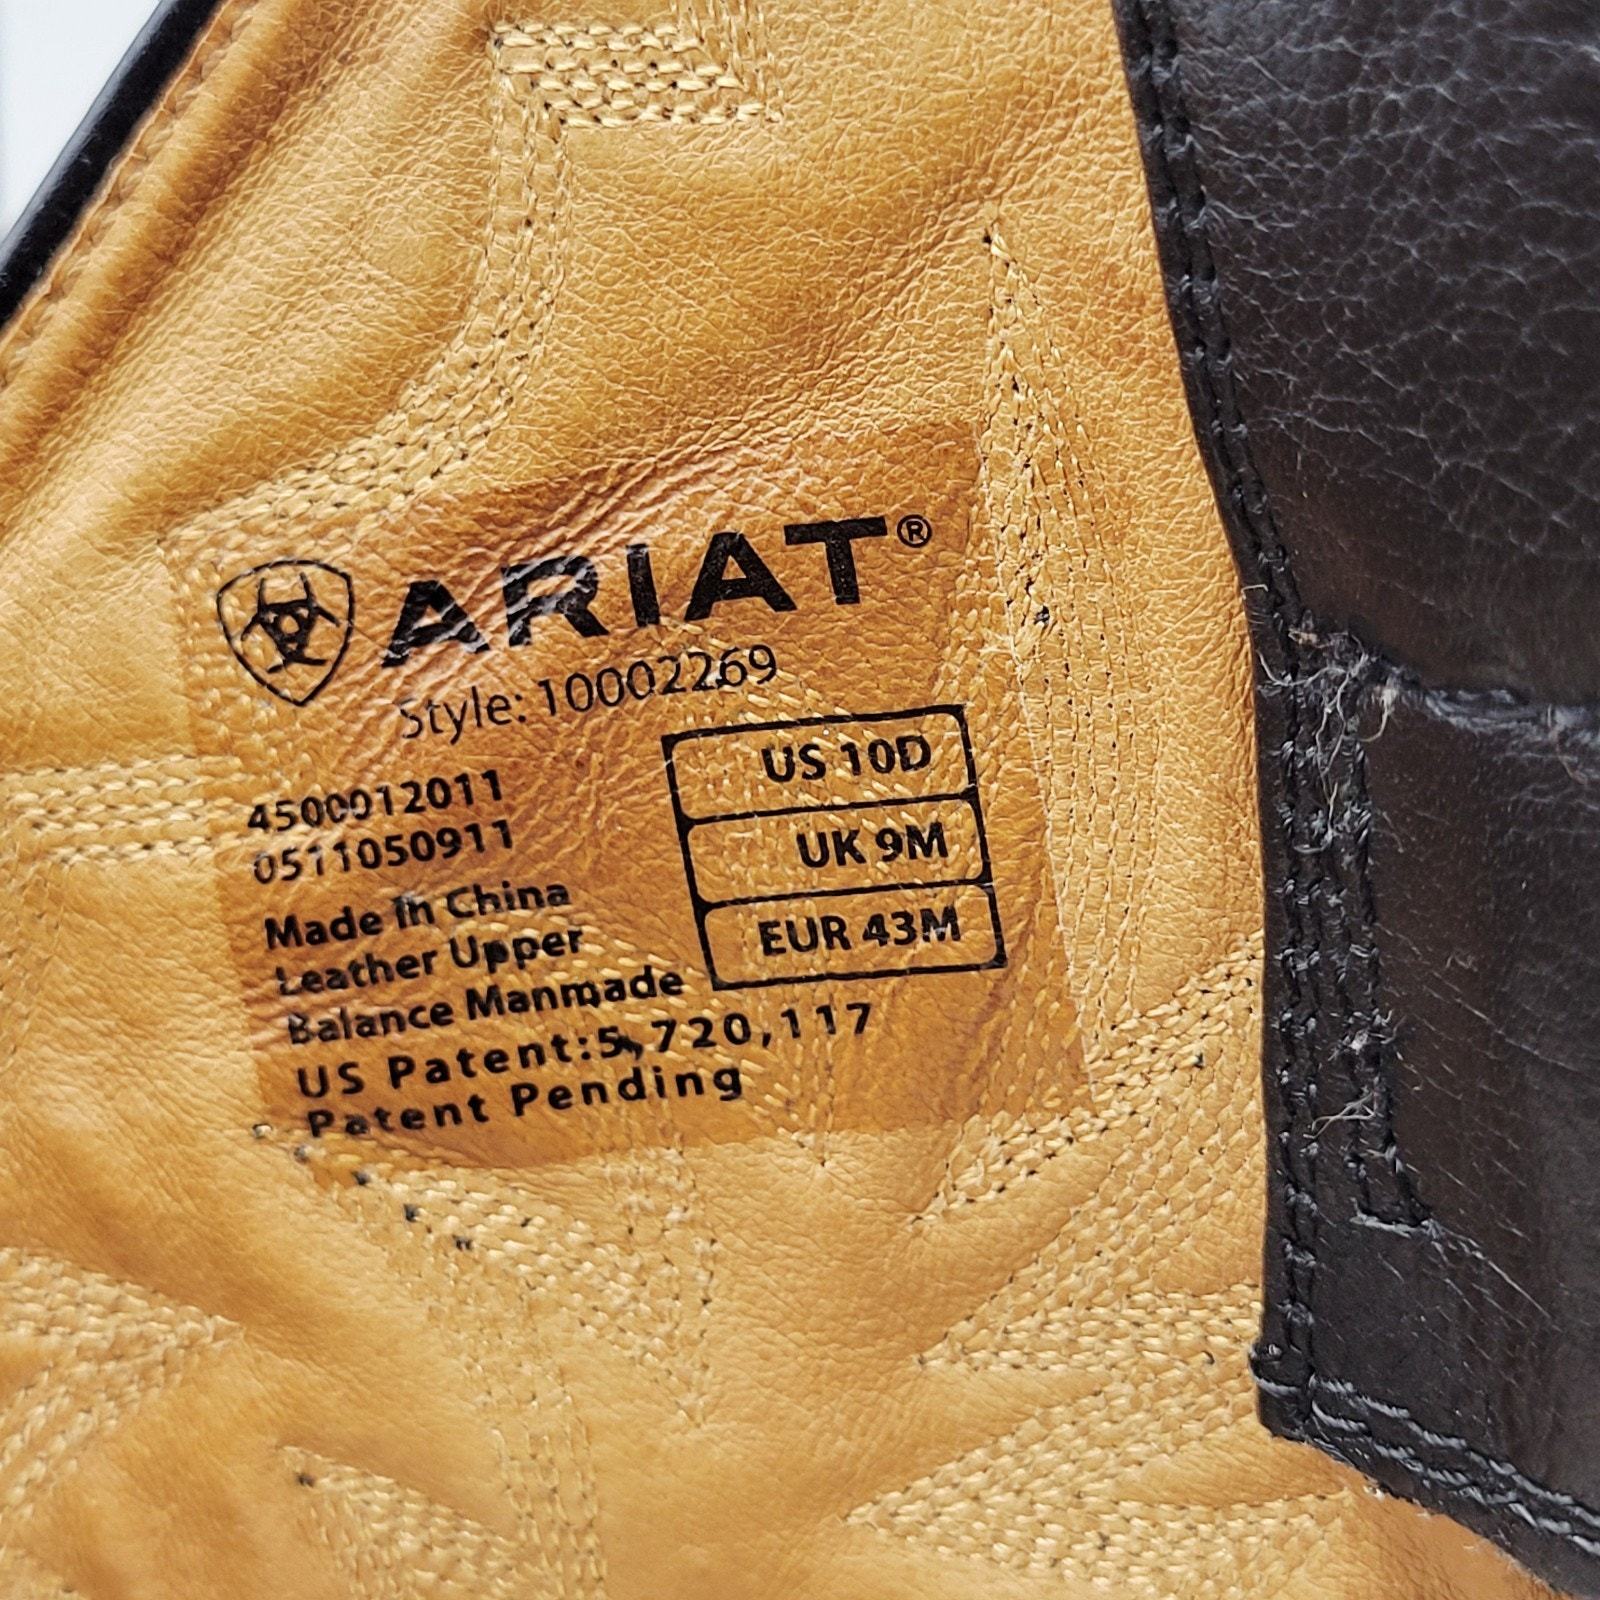 ARIAT®
Style: 10002269
4500012011
0511050911
US 10D
UK 9M
EUR 43M
Made in China
Leather Upper
Balance Manmade
US Patent:5,720,117
Patent Pending